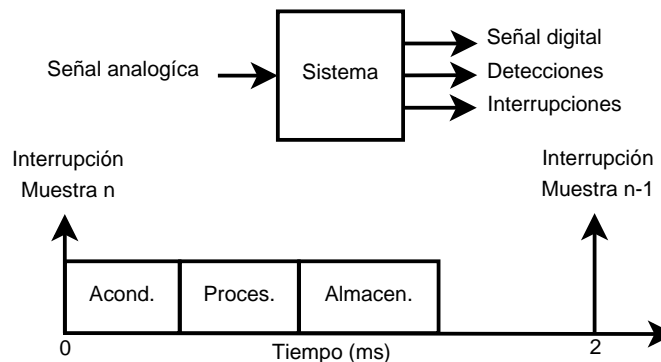 Señal analogíca
Sistema
Señal digital
Detecciones
Interrupciones
Interrupción
Muestra n
Interrupción
Muestra n-1
Acond.
Proces.
Almacen.
0
Tiempo (ms)
2